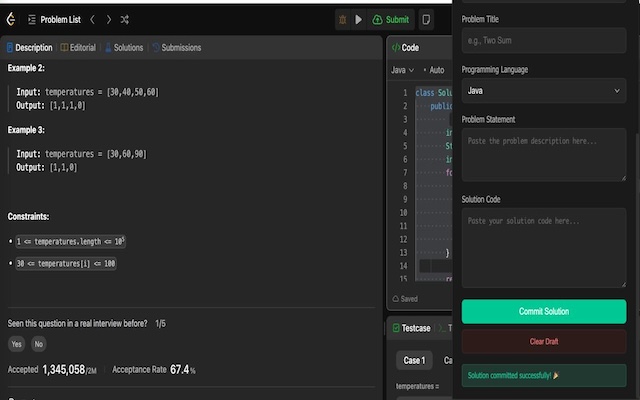 Problem List
Submit
Description
Editorial
Solutions
Submissions
Example 2:
Input: temperatures = [30,40,50,60]
Output: [1,1,1,0]
Example 3:
Input: temperatures = [30,60,90]
Output: [1,1,0]
Constraints:
• 1 <= temperatures.length <= 10⁵
• 30 <= temperatures[i] <= 100
Seen this question in a real interview before? 1/5
Yes
No
Accepted 1,345,058/2M
Acceptance Rate 67.4%
</> Code
Java
• Auto
1 class Solu
2 public
3
4 in
5 St
6 in
7 fo
8
9
10
11
12
13 }
14
15 re
Saved
Testcase
Case 1
Ca
temperatures =
Problem Title
e.g., Two Sum
Programming Language
Java
Problem Statement
Paste the problem description here...
Solution Code
Paste your solution code here...
Commit Solution
Clear Draft
Solution committed successfully! 🎉